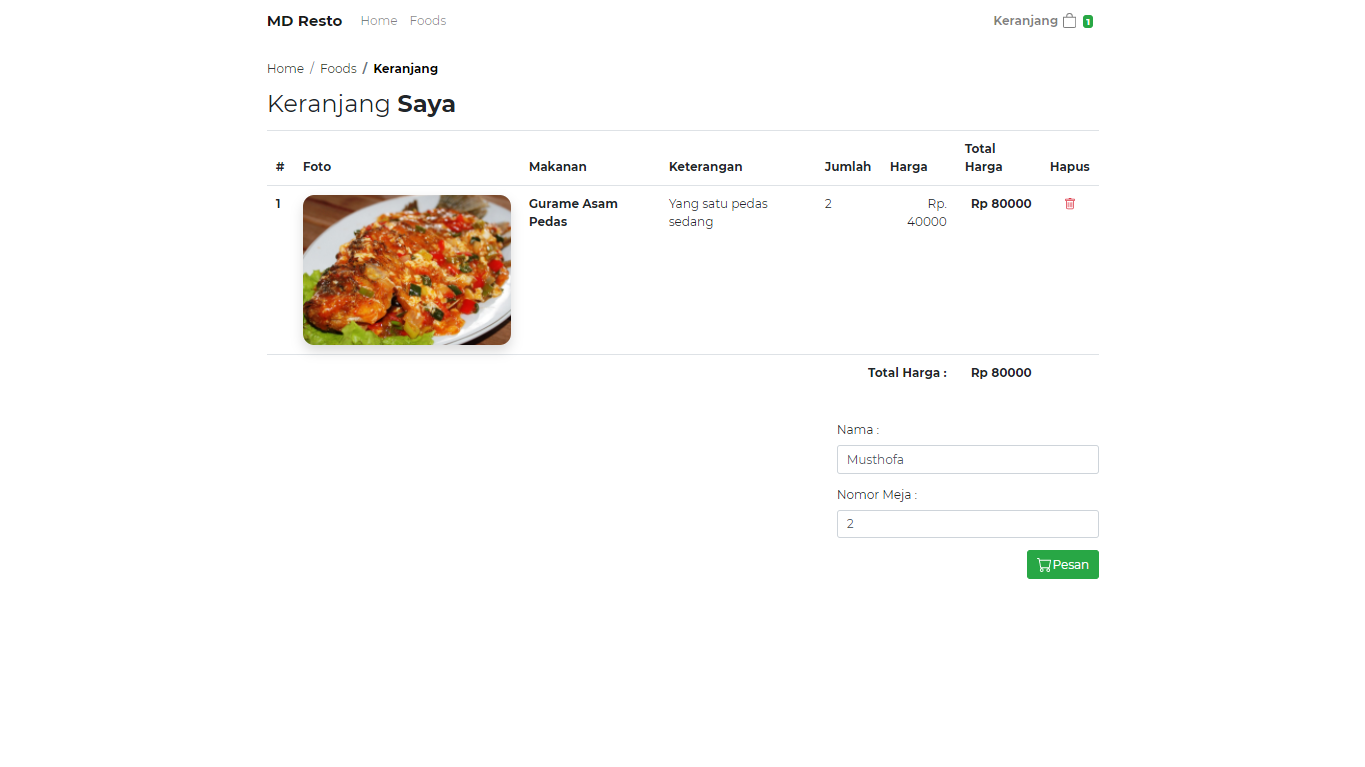 MD Resto Home Foods Keranjang 1
Home / Foods / Keranjang
Keranjang Saya
# Foto Makanan Keterangan Jumlah Harga Total Harga Hapus
1 Gurame Asam Pedas Yang satu pedas sedang 2 Rp. 40000 Rp 80000
Total Harga : Rp 80000
Nama :
Musthofa
Nomor Meja :
2
Pesan